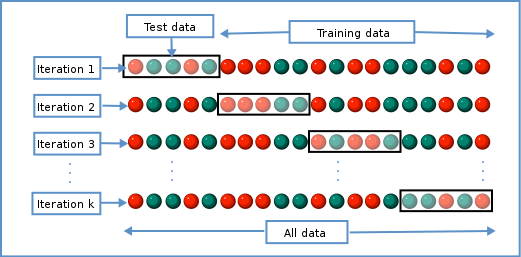 Test data
Training data
Iteration 1
Iteration 2
Iteration 3
Iteration k
All data